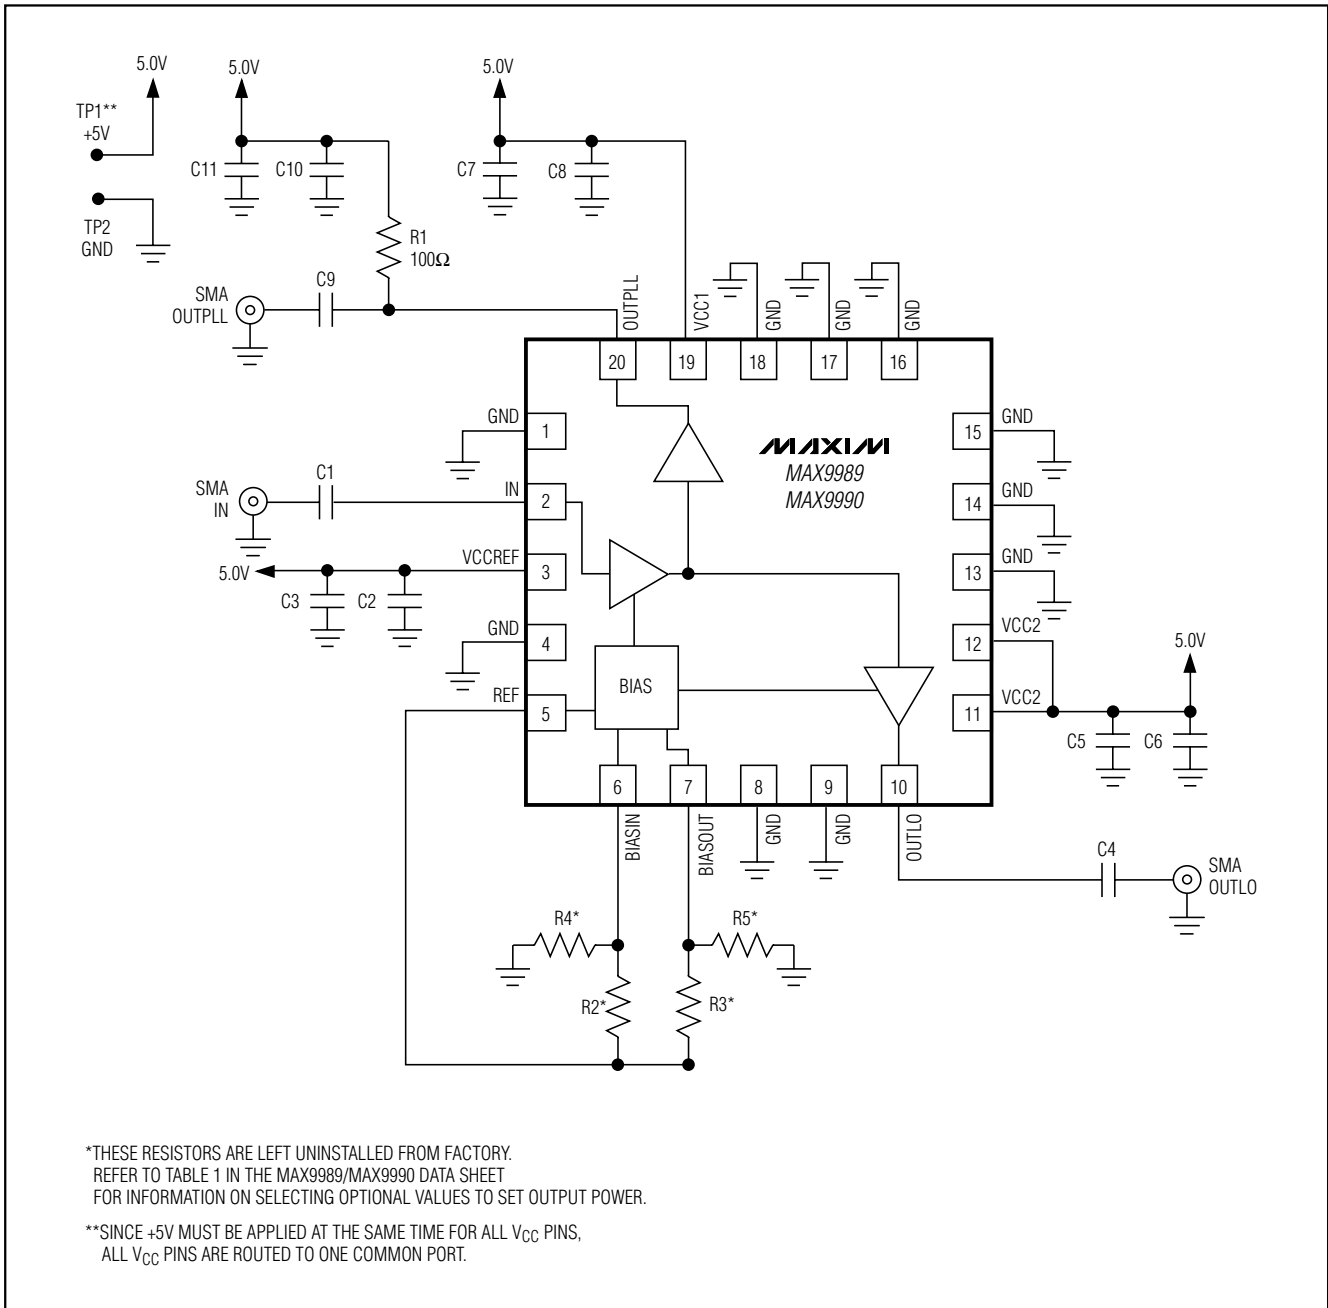 5.0V
5.0V
5.0V
TP1**
+5V
C11
C10
C7
C8
TP2
GND
R1
100Ω
C9
SMA
OUTPLL
OUTPLL
VCC1
GND
GND
GND
20
19
18
17
16
GND
1
15
GND
MAXIM
MAX9989
MAX9990
SMA
IN
C1
IN
2
14
GND
5.0V
VCCREF
3
13
GND
C3
C2
GND
4
12
VCC2
5.0V
BIAS
REF
5
11
VCC2
C5
C6
6
7
8
9
10
BIASIN
BIASOUT
GND
GND
OUTLO
C4
SMA
OUTLO
R4*
R5*
R2*
R3*
*THESE RESISTORS ARE LEFT UNINSTALLED FROM FACTORY.
REFER TO TABLE 1 IN THE MAX9989/MAX9990 DATA SHEET
FOR INFORMATION ON SELECTING OPTIONAL VALUES TO SET OUTPUT POWER.
**SINCE +5V MUST BE APPLIED AT THE SAME TIME FOR ALL VCC PINS,
ALL VCC PINS ARE ROUTED TO ONE COMMON PORT.